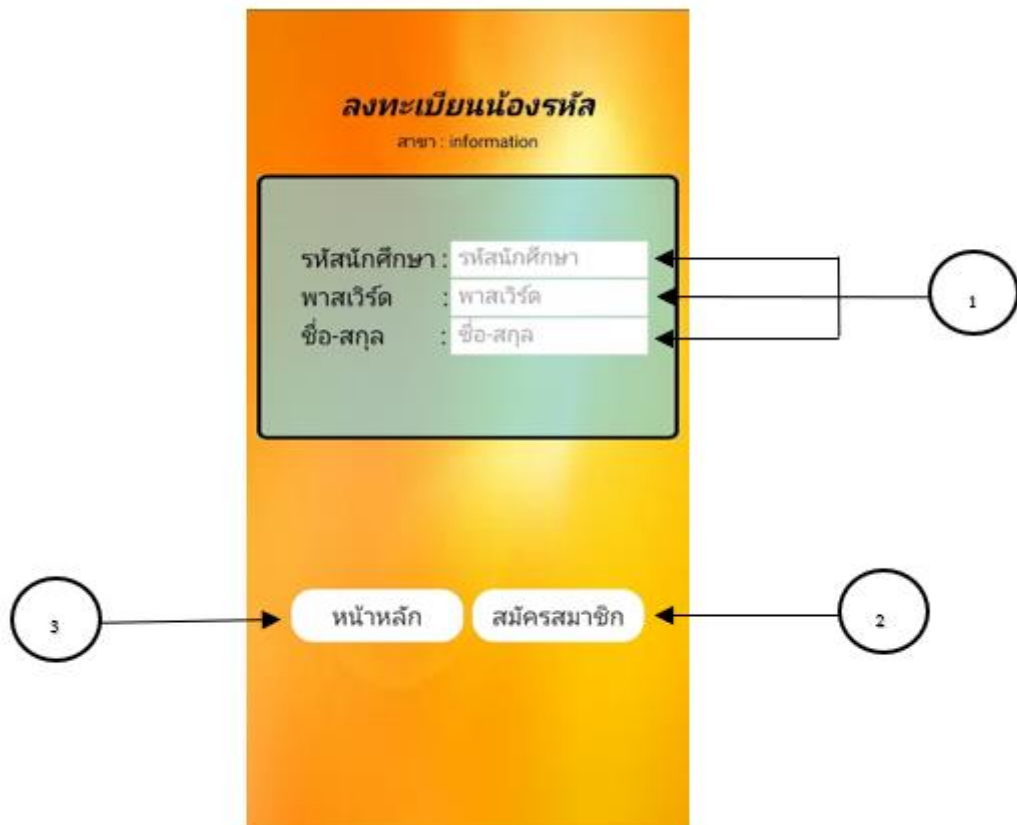 ลงทะเบียนน้องรหัส
สาขา : information
รหัสนักศึกษา : รหัสนักศึกษา
พาสเวิร์ด : พาสเวิร์ด
ชื่อ-สกุล : ชื่อ-สกุล
1
3
หน้าหลัก
สมัครสมาชิก
2